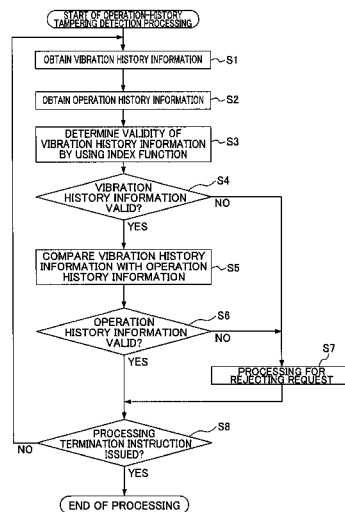 START OF OPERATION-HISTORY
TAMPERING DETECTION PROCESSING
OBTAIN VIBRATION HISTORY INFORMATION
S1
OBTAIN OPERATION HISTORY INFORMATION
S2
DETERMINE VALIDITY OF
VIBRATION HISTORY INFORMATION
BY USING INDEX FUNCTION
S3
VIBRATION
HISTORY INFORMATION
VALID?
S4
NO
YES
COMPARE VIBRATION HISTORY
INFORMATION WITH OPERATION
HISTORY INFORMATION
S5
OPERATION
HISTORY INFORMATION
VALID?
S6
NO
YES
S7
PROCESSING FOR
REJECTING REQUEST
PROCESSING
TERMINATION INSTRUCTION
ISSUED?
S8
NO
YES
END OF PROCESSING